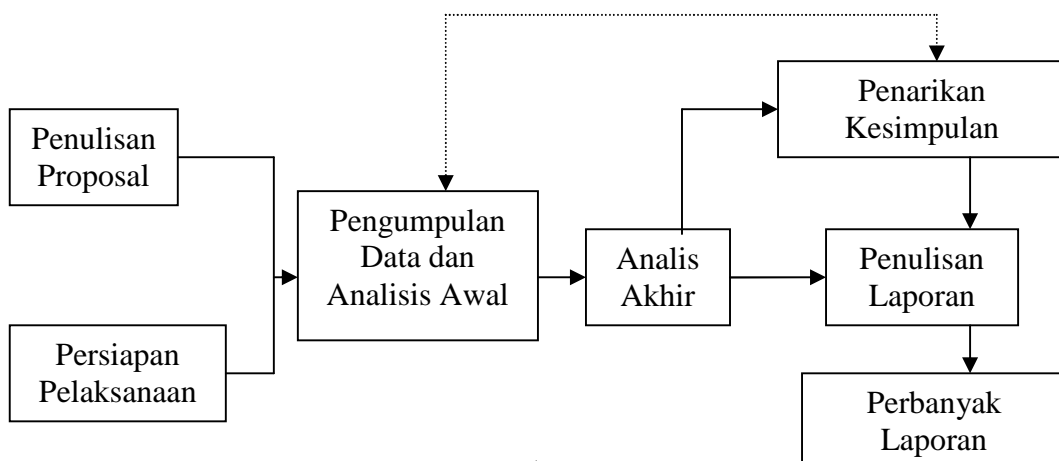 Penulisan
Proposal
Persiapan
Pelaksanaan
Pengumpulan
Data dan
Analisis Awal
Analis
Akhir
Penarikan
Kesimpulan
Penulisan
Laporan
Perbanyak
Laporan